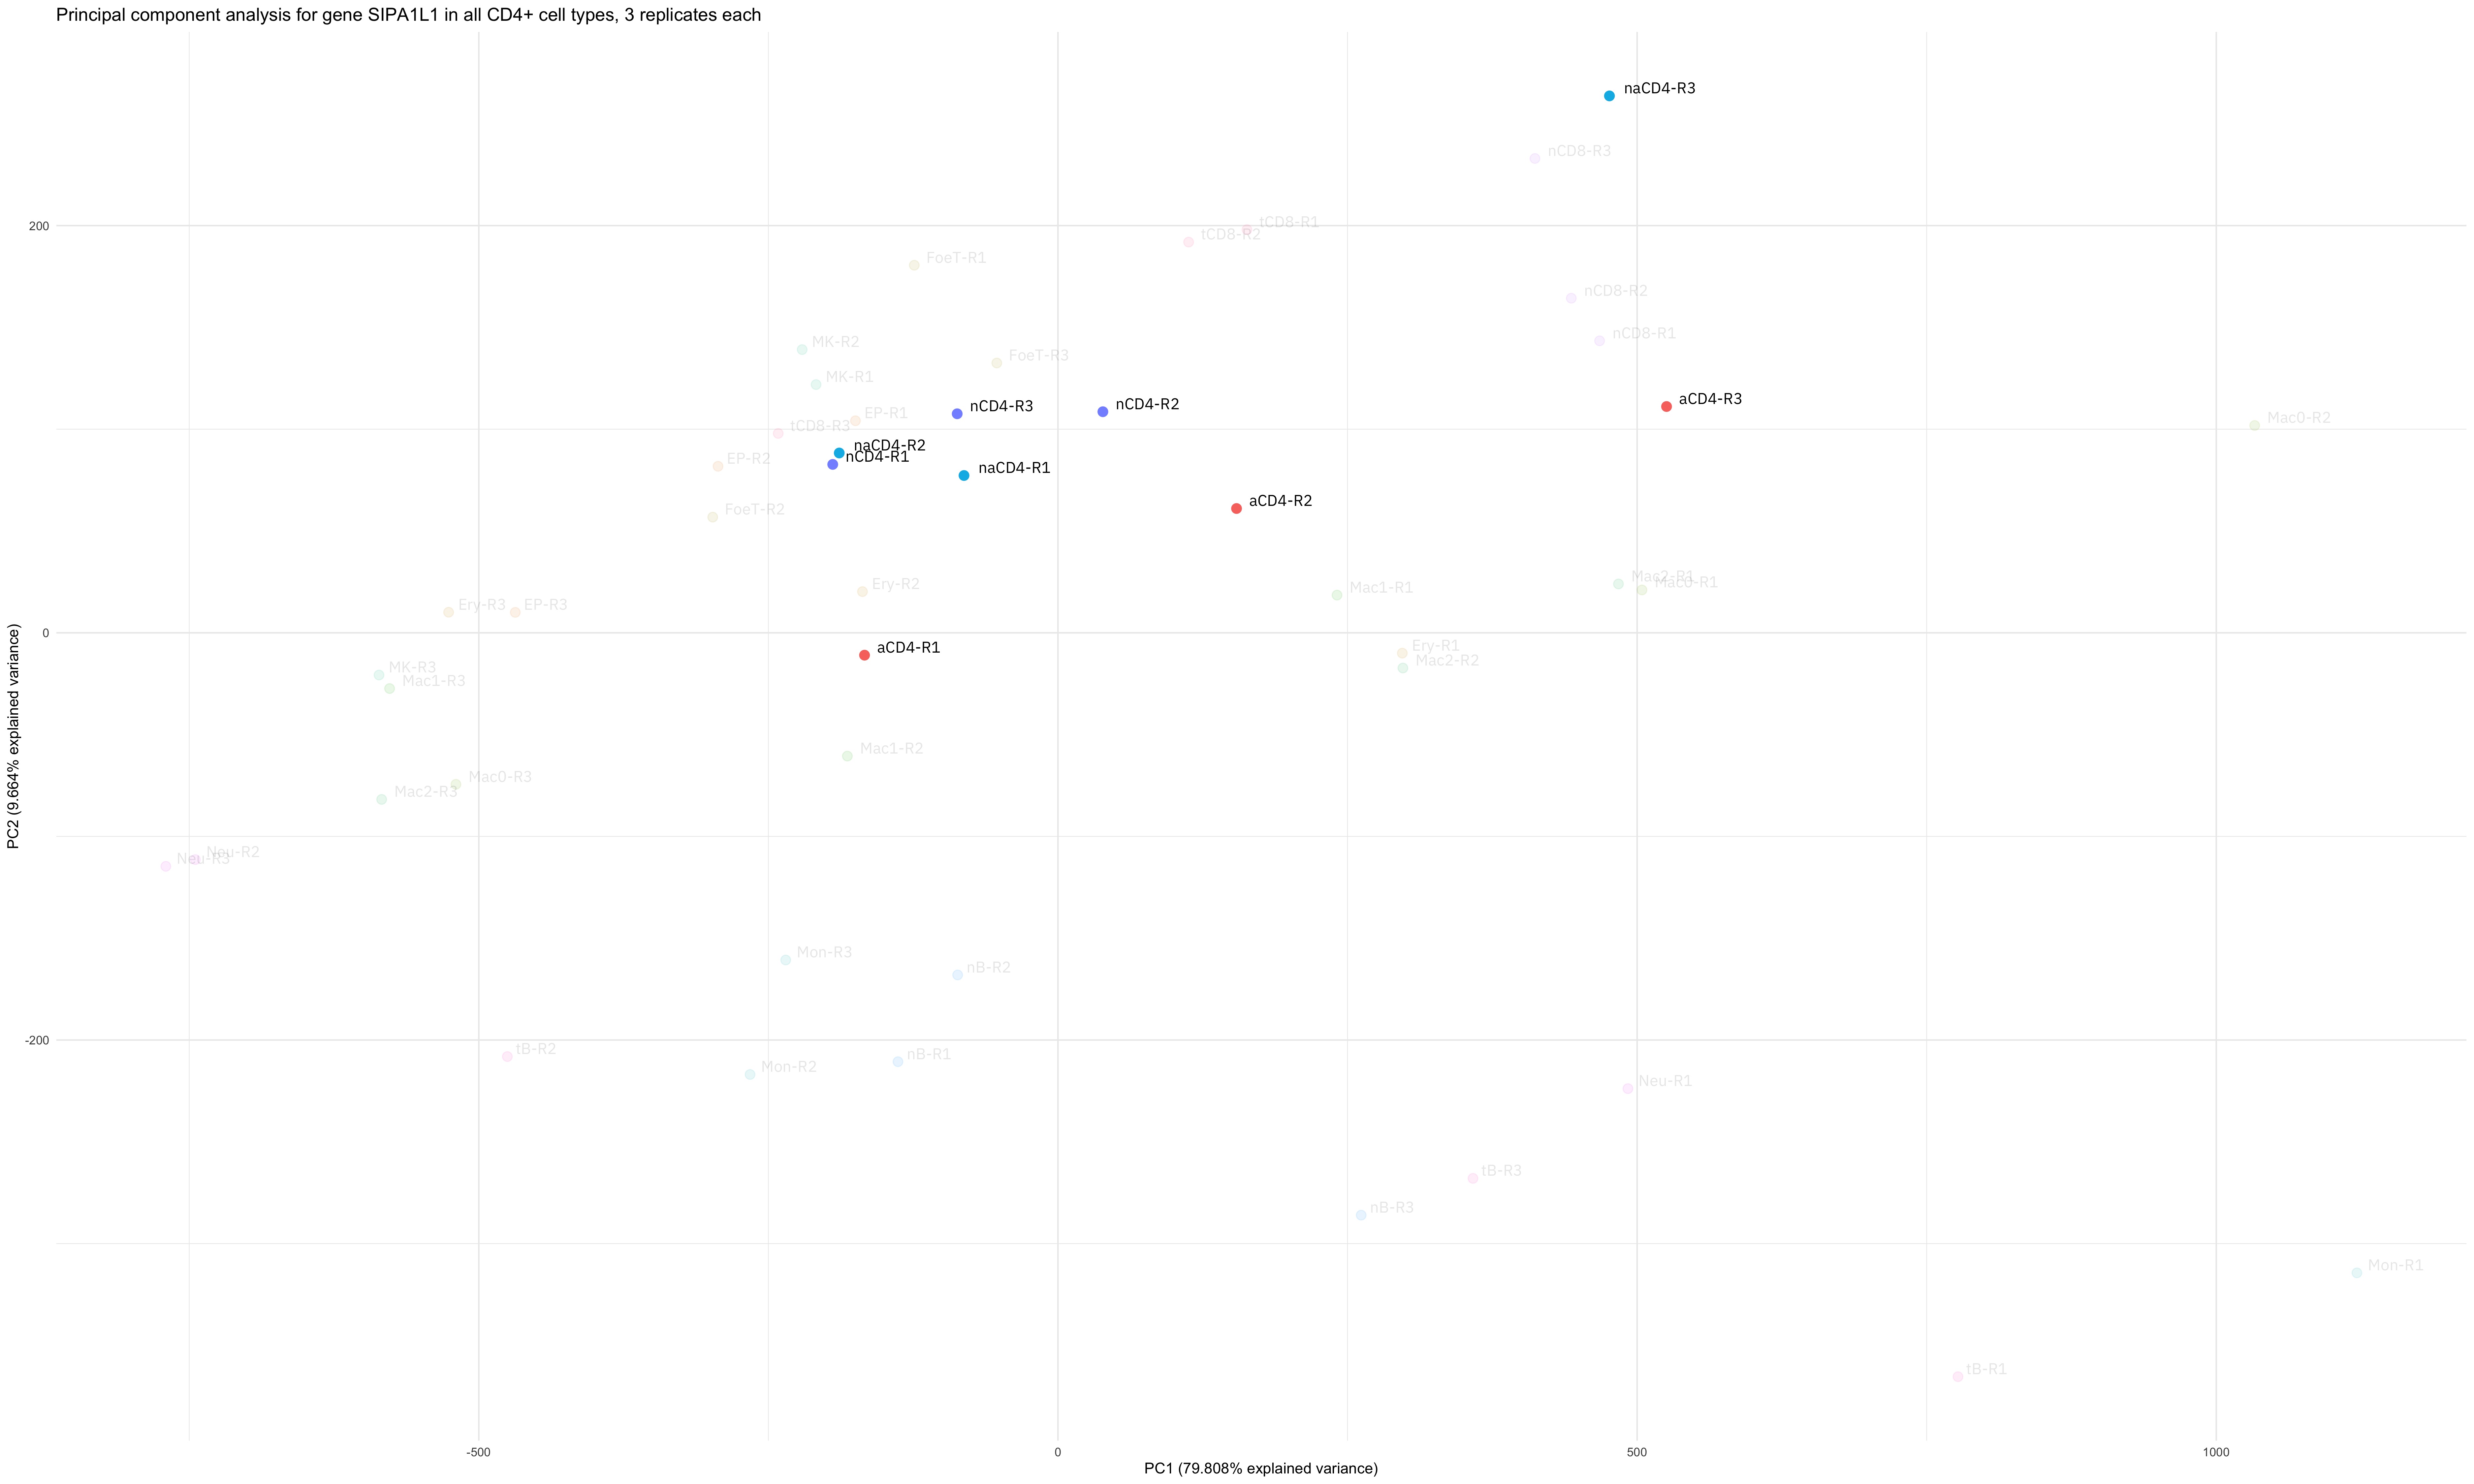 Principal component analysis for gene SIPA1L1 in all CD4+ cell types, 3 replicates each
naCD4-R3
nCD8-R3
tCD8-R1
200
tCD8-R2
FoeT-R1
nCD8-R2
nCD8-R1
MK-R2
FoeT-R3
MK-R1
aCD4-R3
nCD4-R2
nCD4-R3
EP-R1
Mac0-R2
tCD8-R3
naCD4-R2
nCD4-R1
EP-R2
naCD4-R1
aCD4-R2
FoeT-R2
Mac2-R1
Mac0-R1
Ery-R2
Mac1-R1
Ery-R3
EP-R3
0
Ery-R1
aCD4-R1
Mac2-R2
MK-R3
Mac1-R3
PC2 (9.664% explained variance)
Mac1-R2
Mac0-R3
Mac2-R3
Neu-R2
Neu-R3
Mon-R3
nB-R2
-200
tB-R2
nB-R1
Mon-R2
Neu-R1
tB-R3
nB-R3
Mon-R1
tB-R1
-500
0
500
1000
PC1 (79.808% explained variance)